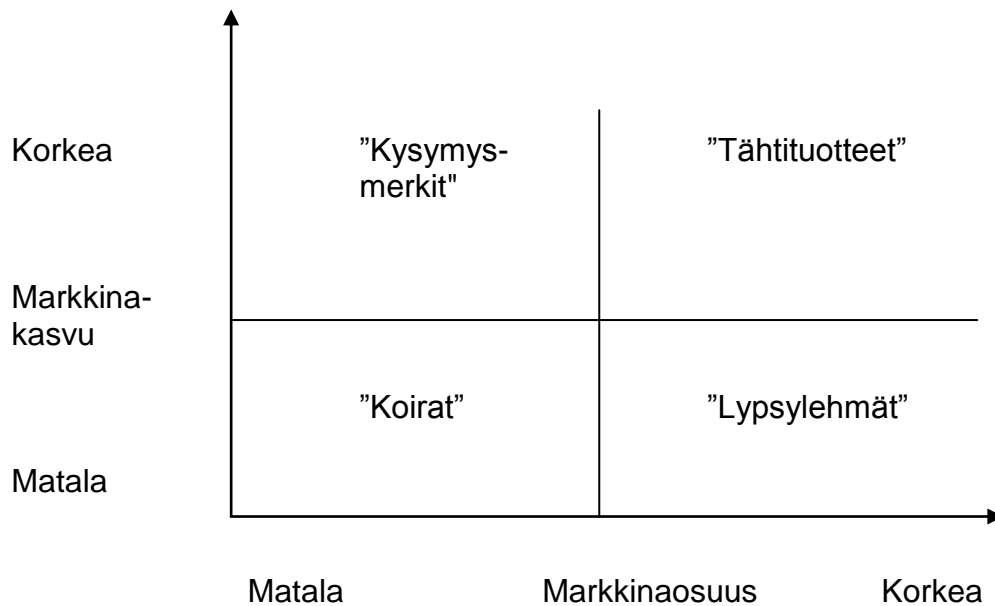 Korkea
”Kysymys-
merkit"
”Tähtituotteet”
Markkina-
kasvu
”Koirat”
”Lypsylehmät”
Matala
Matala
Markkinaosuus
Korkea